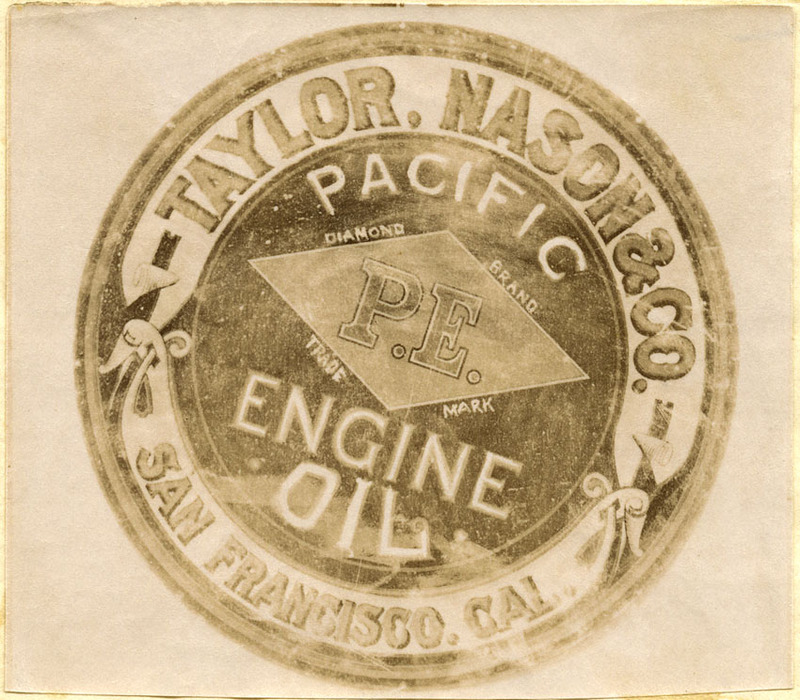 TAYLOR. NASON & CO.
PACIFIC
DIAMOND
BRAND
P.E.
TRADE
MARK
ENGINE
OIL.
SAN FRANCISCO. CAL.